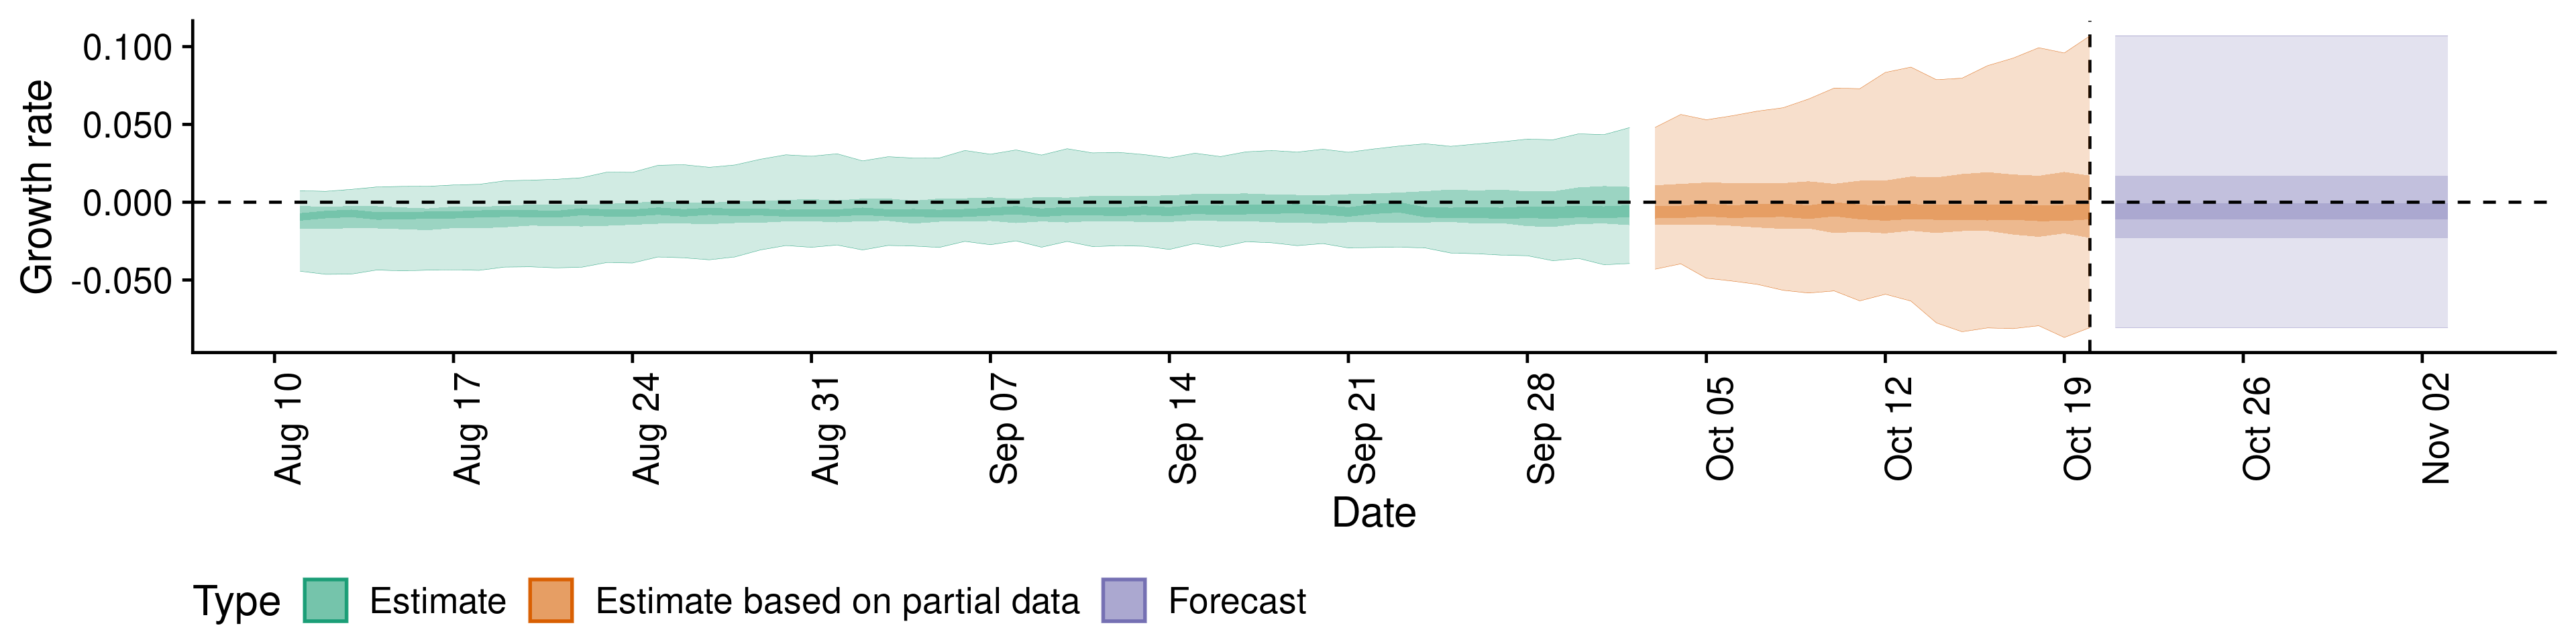 Growth rate
0.100
0.050
0.000
-0.050
Aug 10
Aug 17
Aug 24
Aug 31
Sep 07
Sep 14
Sep 21
Sep 28
Oct 05
Oct 12
Oct 19
Oct 26
Nov 02
Date
Type Estimate Estimate based on partial data Forecast